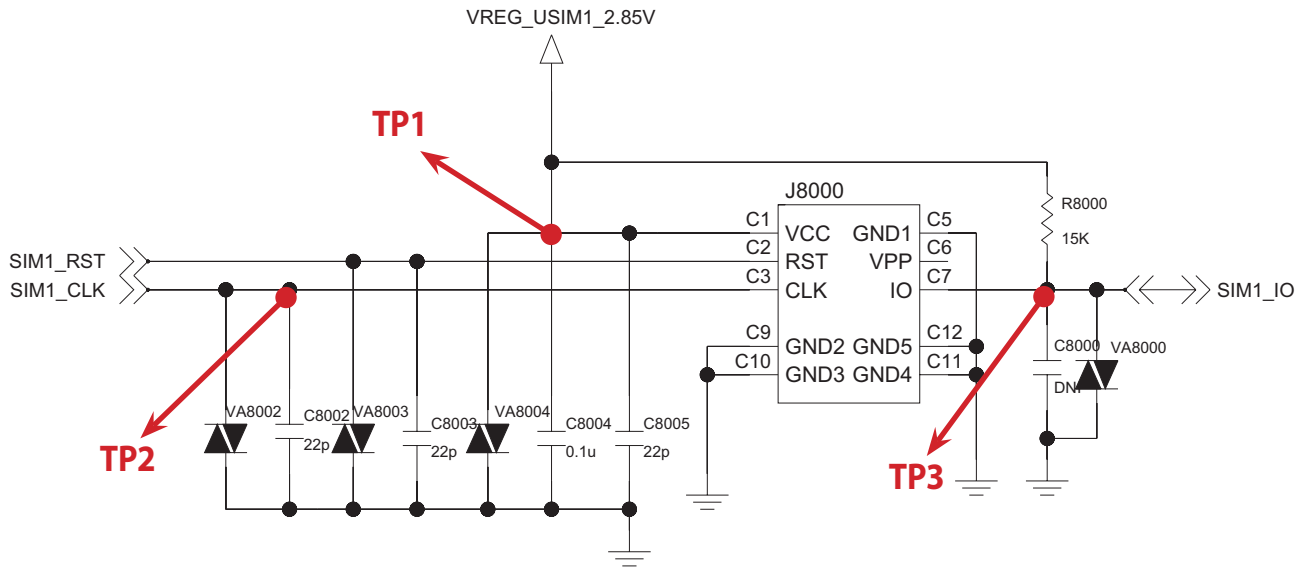 VREG_USIM1_2.85V
TP1
J8000
R8000
15K
C1 VCC GND1 C5
C2 RST VPP C6
C3 CLK IO C7
C9 GND2 GND5 C12
C10 GND3 GND4 C11
SIM1_RST
SIM1_CLK
SIM1_IO
C8000
DNI
VA8000
VA8002
C8002
22p
VA8003
C8003
22p
VA8004
C8004
0.1u
C8005
22p
TP2
TP3